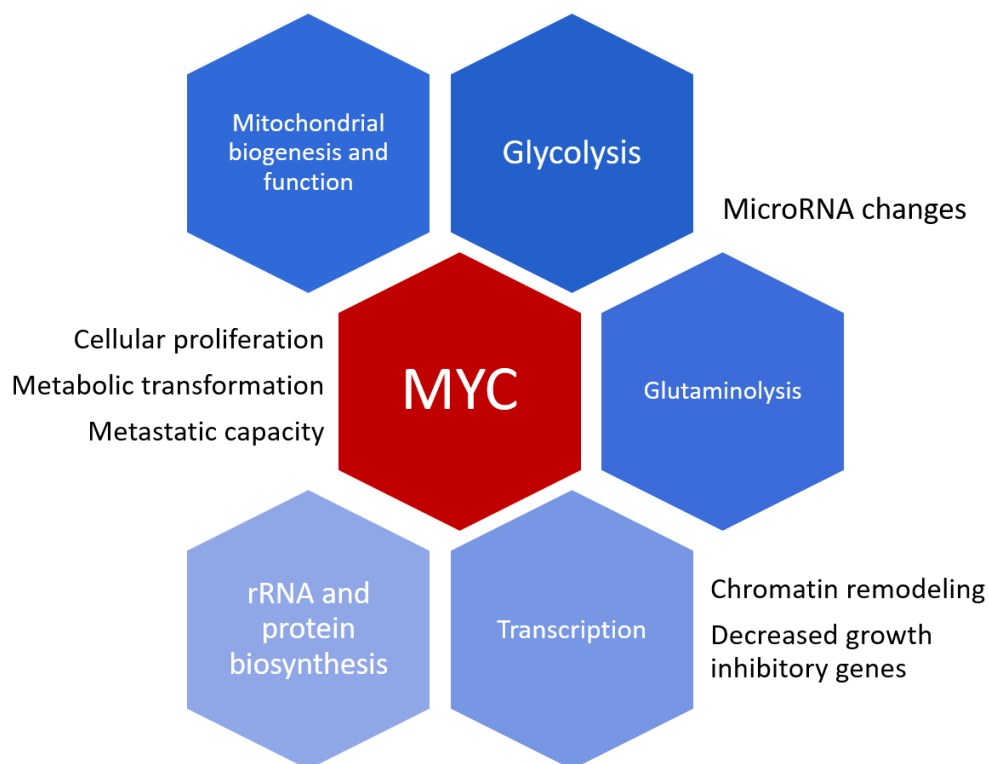 Mitochondrial
biogenesis and
function
Glycolysis
MicroRNA changes
Cellular proliferation
Metabolic transformation
Metastatic capacity
MYC
Glutaminolysis
rRNA and
protein
biosynthesis
Transcription
Chromatin remodeling
Decreased growth
inhibitory genes